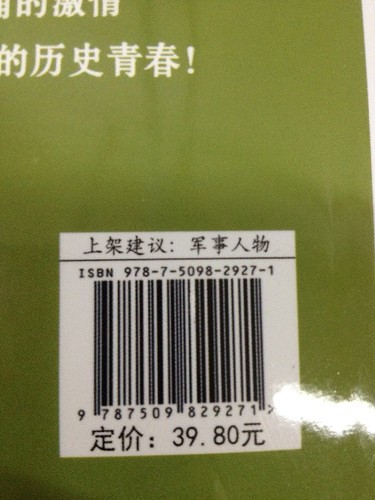 的激情
的历史青春！
上架建议：军事人物
ISBN 978-7-5098-2927-1
9 787509 829271 >
定价：39.80元